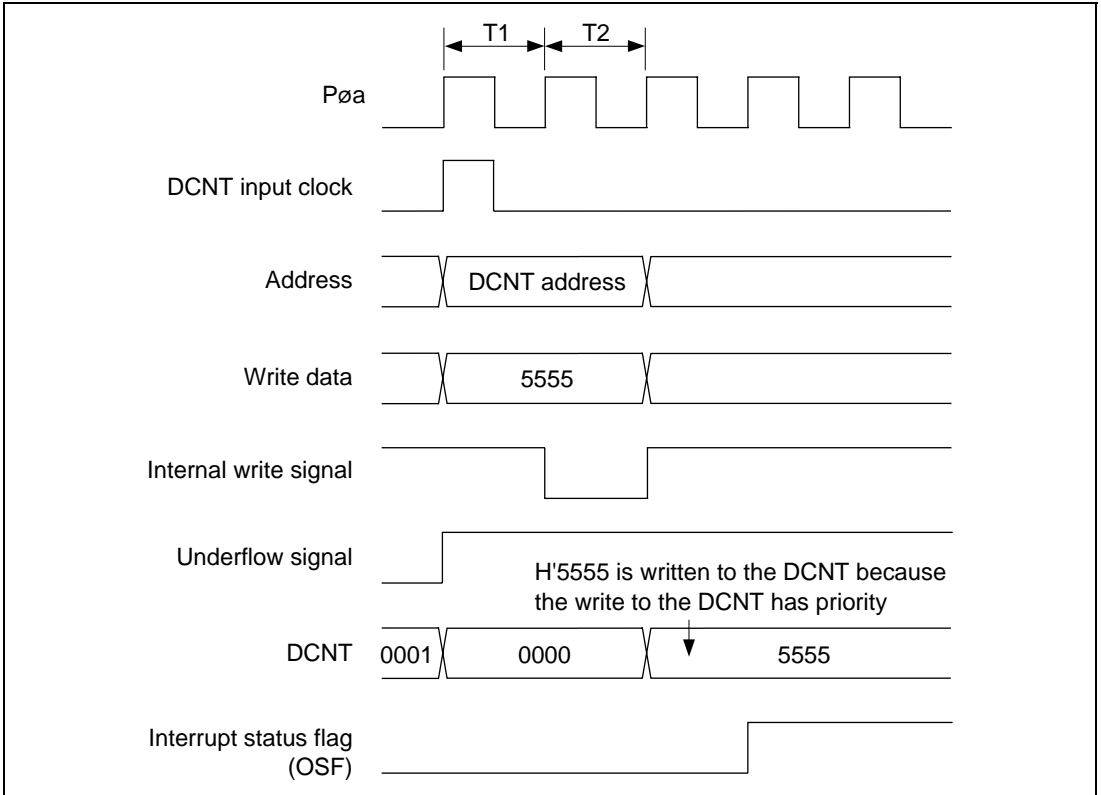 T1 T2
Pøa
DCNT input clock
Address DCNT address
Write data 5555
Internal write signal
Underflow signal
H'5555 is written to the DCNT because
the write to the DCNT has priority
DCNT 0001 0000 5555
Interrupt status flag
(OSF)